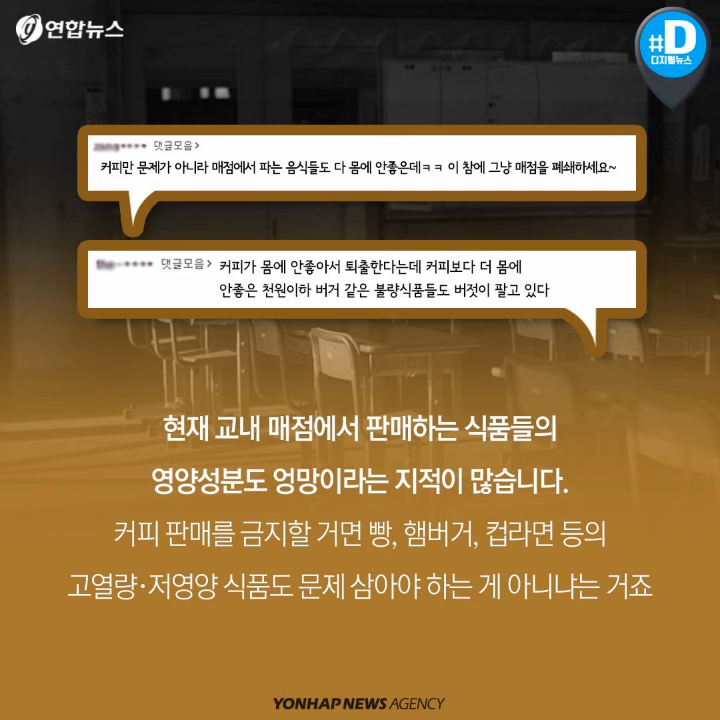 연합뉴스
#D
디지털뉴스
댓글모음>
커피만 문제가 아니라 매점에서 파는 음식들도 다 몸에 안좋은데ㅋㅋ 이 참에 그냥 매점을 폐쇄하세요~
댓글모음>
커피가 몸에 안좋아서 퇴출한다는데 커피보다 더 몸에
안좋은 천원이하 버거 같은 불량식품들도 버젓이 팔고 있다
현재 교내 매점에서 판매하는 식품들의
영양성분도 엉망이라는 지적이 많습니다.
커피 판매를 금지할 거면 빵, 햄버거, 컵라면 등의
고열량·저영양 식품도 문제 삼아야 하는 게 아니냐는 거죠
YONHAP NEWS AGENCY